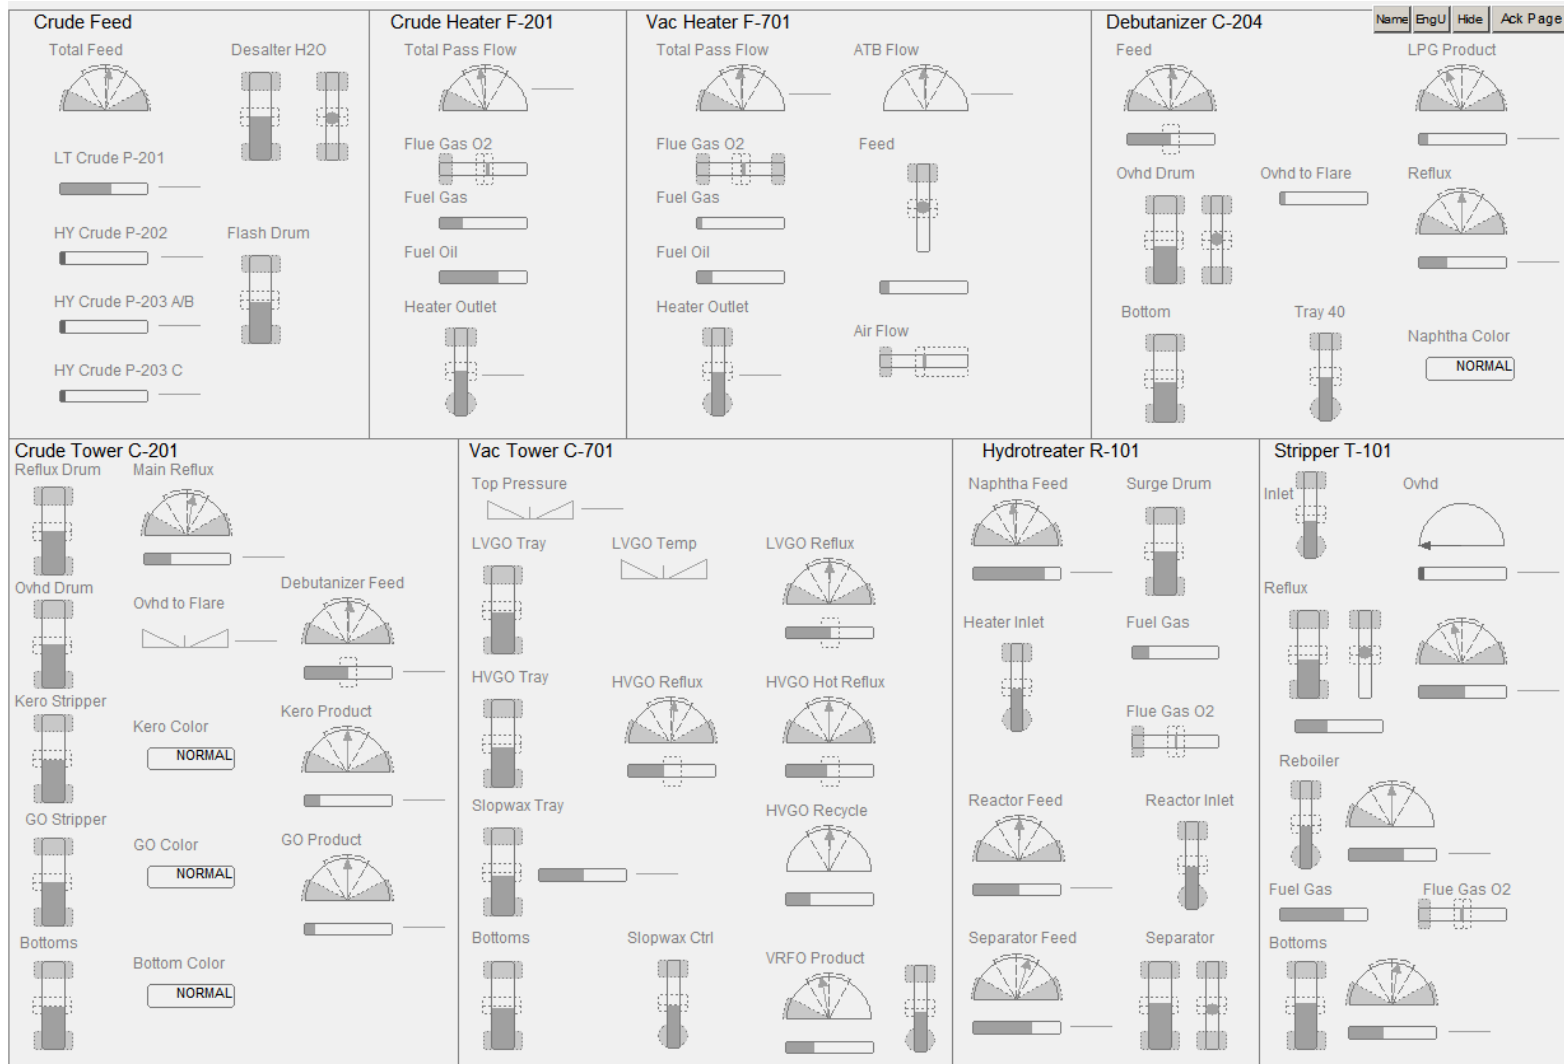 Crude Feed
Total Feed
Desalter H2O
LT Crude P-201
HY Crude P-202
Flash Drum
HY Crude P-203 A/B
HY Crude P-203 C
Crude Heater F-201
Total Pass Flow
Flue Gas O2
Fuel Gas
Fuel Oil
Heater Outlet
Vac Heater F-701
Total Pass Flow
ATB Flow
Flue Gas O2
Feed
Fuel Gas
Fuel Oil
Heater Outlet
Air Flow
Debutanizer C-204
Name EngU Hide Ack Page
Feed
LPG Product
Ovhd Drum
Ovhd to Flare
Reflux
Bottom
Tray 40
Naphtha Color
NORMAL
Crude Tower C-201
Reflux Drum
Main Reflux
Ovhd Drum
Ovhd to Flare
Debutanizer Feed
Kero Stripper
Kero Color
NORMAL
Kero Product
GO Stripper
GO Color
NORMAL
GO Product
Bottoms
Bottom Color
NORMAL
Vac Tower C-701
Top Pressure
LVGO Tray
LVGO Temp
LVGO Reflux
HVGO Tray
HVGO Reflux
HVGO Hot Reflux
Slopwax Tray
HVGO Recycle
Bottoms
Slopwax Ctrl
VRFO Product
Hydrotreater R-101
Naphtha Feed
Surge Drum
Heater Inlet
Fuel Gas
Flue Gas O2
Reactor Feed
Reactor Inlet
Separator Feed
Separator
Stripper T-101
Inlet
Ovhd
Reflux
Reboiler
Fuel Gas
Flue Gas O2
Bottoms